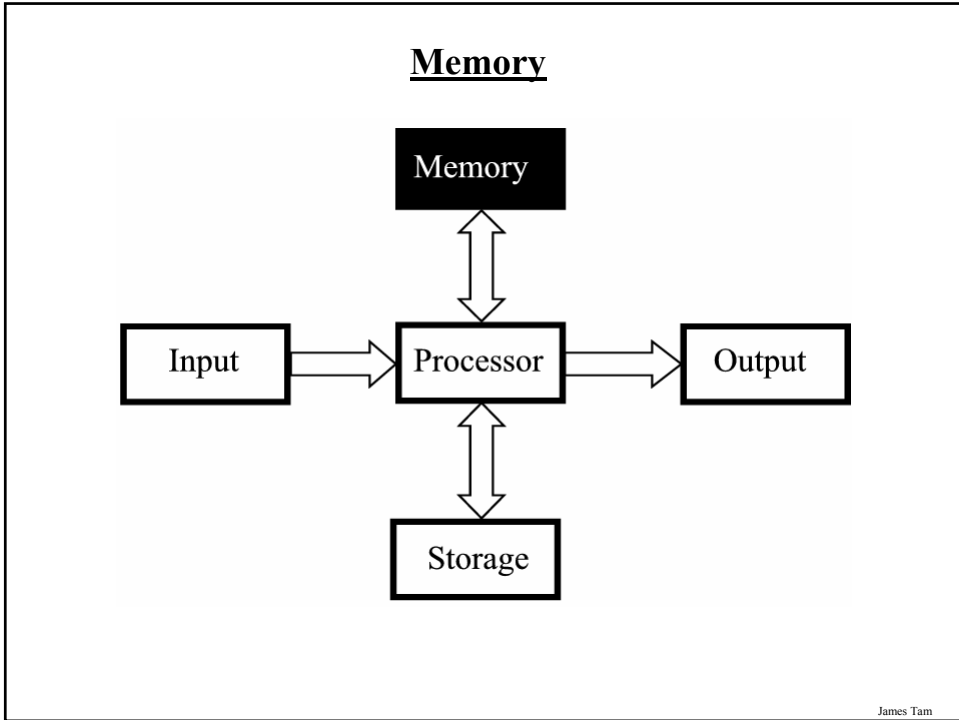 Memory
Memory
Input
Processor
Output
Storage
James Tam